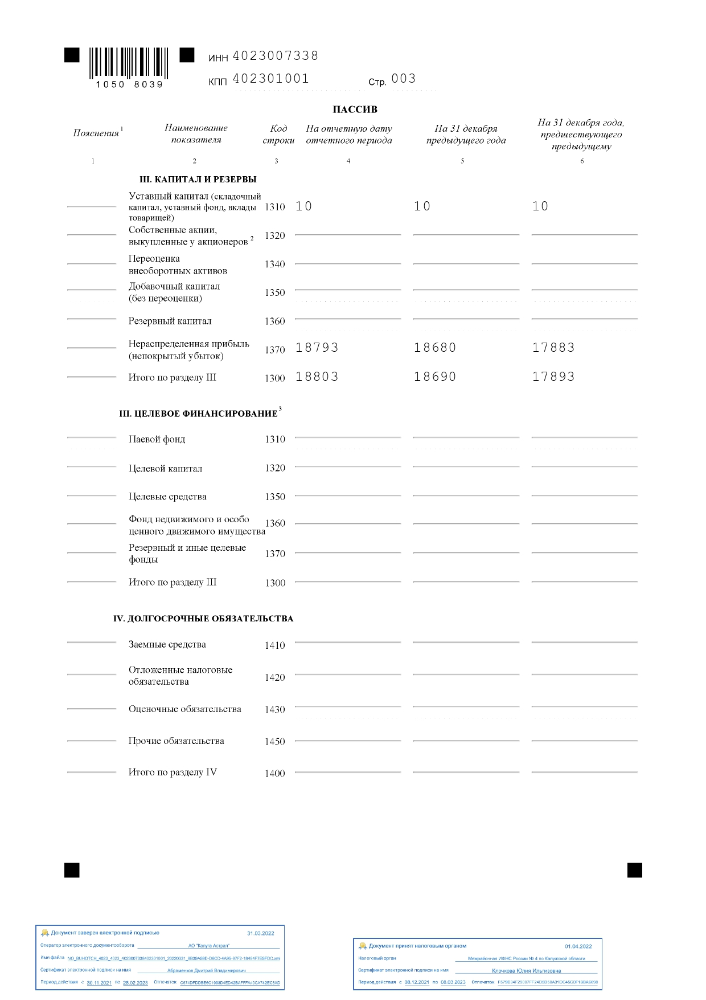 1050 8039
ИНН 4023007338
КПП 402301001 Стр. 003
ПАССИВ
Пояснения 1 Наименование показателя Код строки На отчетную дату отчетного периода На 31 декабря предыдущего года На 31 декабря года, предшествующего предыдущему
1 2 3 4 5 6
III. КАПИТАЛ И РЕЗЕРВЫ
Уставный капитал (складочный
капитал, уставный фонд, вклады 1310 10 10 10
товарищей)
Собственные акции,
выкупленные у акционеров 2 1320
Переоценка
внеоборотных активов 1340
Добавочный капитал
(без переоценки) 1350
Резервный капитал 1360
Нераспределенная прибыль
(непокрытый убыток) 1370 18793 18680 17883
Итого по разделу III 1300 18803 18690 17893
III. ЦЕЛЕВОЕ ФИНАНСИРОВАНИЕ 3
Паевой фонд 1310
Целевой капитал 1320
Целевые средства 1350
Фонд недвижимого и особо
ценного движимого имущества 1360
Резервный и иные целевые
фонды 1370
Итого по разделу III 1300
IV. ДОЛГОСРОЧНЫЕ ОБЯЗАТЕЛЬСТВА
Заемные средства 1410
Отложенные налоговые
обязательства 1420
Оценочные обязательства 1430
Прочие обязательства 1450
Итого по разделу IV 1400
Документ заверен электронной подписью 31.03.2022
Оператор электронного документооборота АО "Калуга Астрал"
Имя файла NO_BUHOTCH_4023_4023_4023007338402301001_20220331_8B39A59D-D6CD-4A95-97F2-18484F7E5FDC.xml
Сертификат электронной подписи на имя Абраменков Дмитрий Владимирович
Период действия с 30.11.2021 по 28.02.2023 Отпечаток
Документ принят налоговым органом 01.04.2022
Налоговый орган Межрайонная ИФНС России № 4 по Калужской области
Сертификат электронной подписи на имя Клочкова Юлия Ильгизовна
Период действия с 08.12.2021 по 08.03.2023 Отпечаток